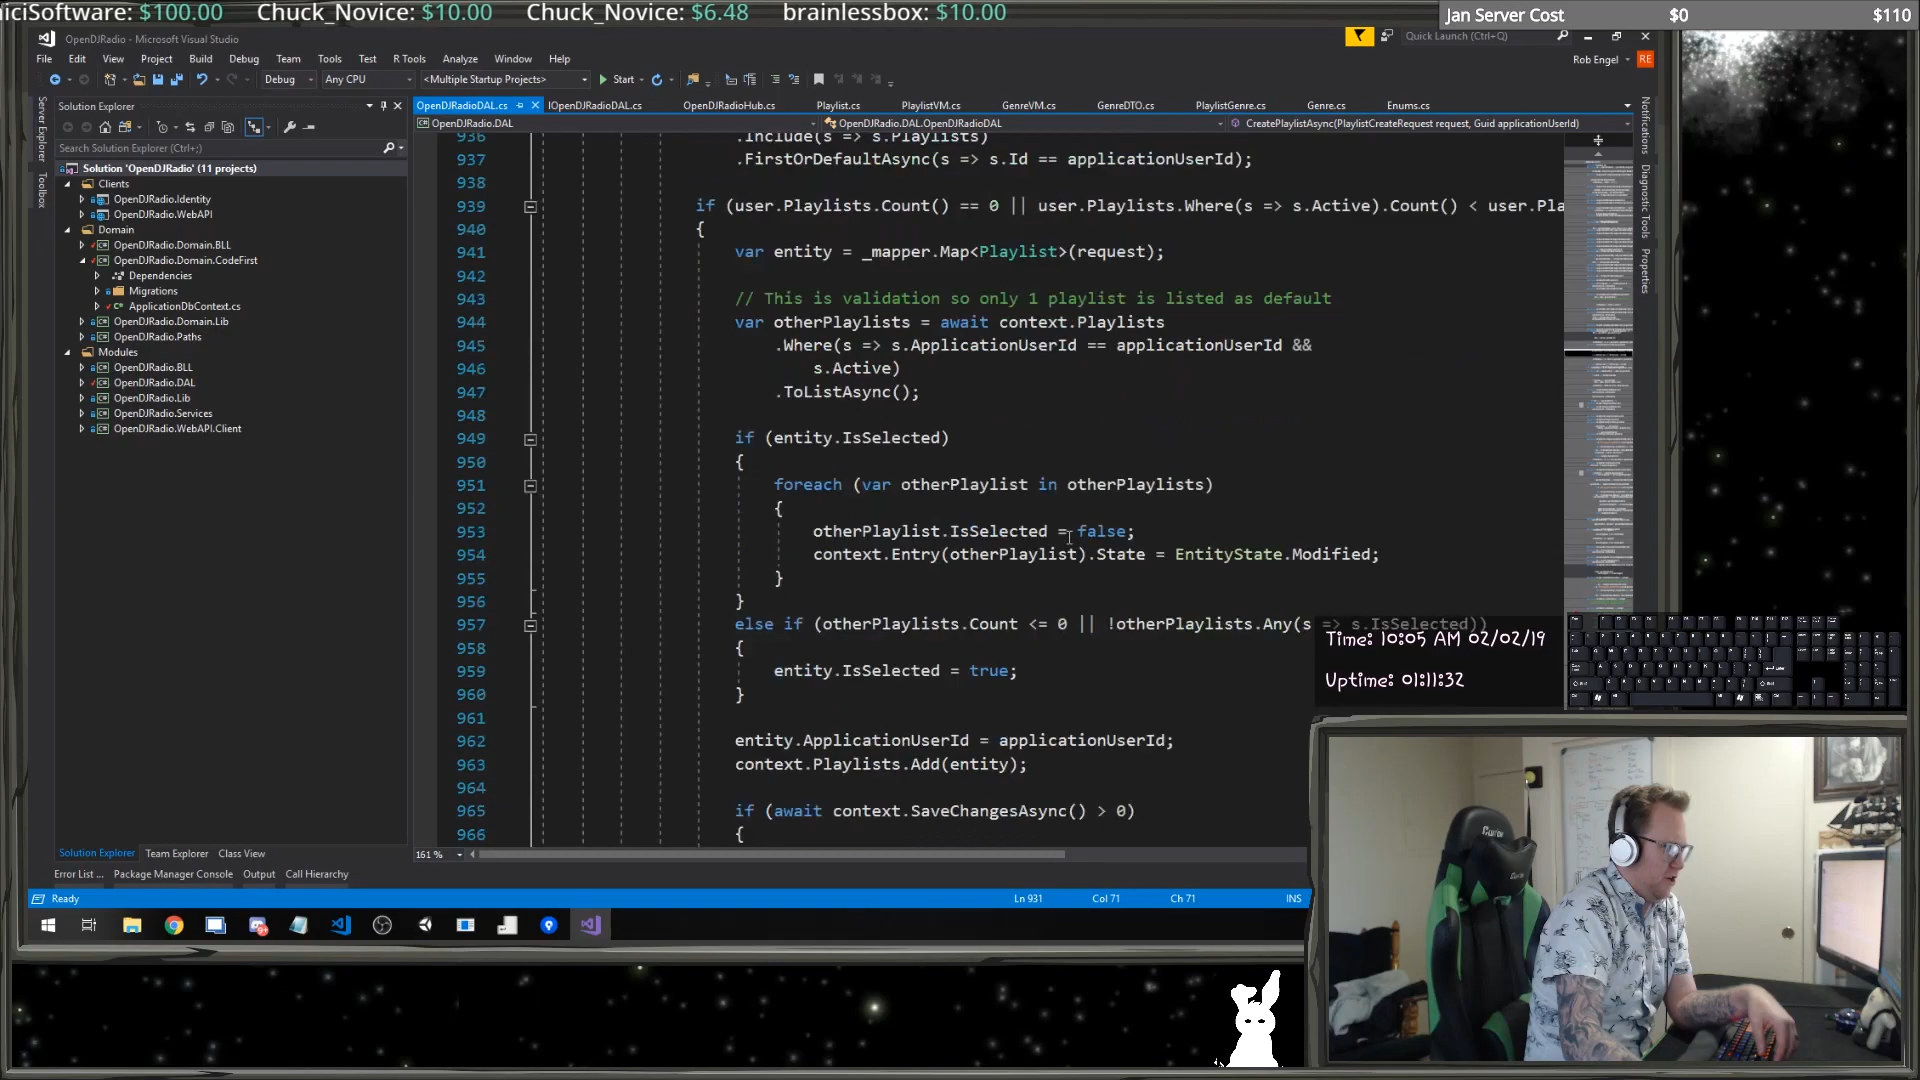 iciSoftware: $100.00 Chuck_Novice: $10.00 Chuck_Novice: $6.48 brainlessbox: $10.00
Jan Server Cost $0 $110
OpenDJRadio - Microsoft Visual Studio
Quick Launch (Ctrl+Q)
File Edit View Project Build Debug Team Tools Test R Tools Analyze Window Help
Rob Engel RE
Debug Any CPU <Multiple Startup Projects> Start
Server Explorer
Toolbox
Solution Explorer
Search Solution Explorer (Ctrl+;)
Solution 'OpenDJRadio' (11 projects)
Clients
OpenDJRadio.Identity
OpenDJRadio.WebAPI
Domain
OpenDJRadio.Domain.BLL
OpenDJRadio.Domain.CodeFirst
Dependencies
Migrations
ApplicationDbContext.cs
OpenDJRadio.Domain.Lib
OpenDJRadio.Paths
Modules
OpenDJRadio.BLL
OpenDJRadio.DAL
OpenDJRadio.Lib
OpenDJRadio.Services
OpenDJRadio.WebAPI.Client
Solution Explorer Team Explorer Class View
OpenDJRadioDAL.cs IOpenDJRadioDAL.cs OpenDJRadioHub.cs Playlist.cs PlaylistVM.cs GenreVM.cs GenreDTO.cs PlaylistGenre.cs Genre.cs Enums.cs
OpenDJRadio.DAL OpenDJRadio.DAL.OpenDJRadioDAL CreatePlaylistAsync(PlaylistCreateRequest request, Guid applicationUserId)
936 .Include(s => s.Playlists)
937 .FirstOrDefaultAsync(s => s.Id == applicationUserId);
938
939 if (user.Playlists.Count() == 0 || user.Playlists.Where(s => s.Active).Count() < user.Pla
940 {
941 var entity = _mapper.Map<Playlist>(request);
942
943 // This is validation so only 1 playlist is listed as default
944 var otherPlaylists = await context.Playlists
945 .Where(s => s.ApplicationUserId == applicationUserId &&
946 s.Active)
947 .ToListAsync();
948
949 if (entity.IsSelected)
950 {
951 foreach (var otherPlaylist in otherPlaylists)
952 {
953 otherPlaylist.IsSelected = false;
954 context.Entry(otherPlaylist).State = EntityState.Modified;
955 }
956 }
957 else if (otherPlaylists.Count <= 0 || !otherPlaylists.Any(s => s.IsSelected))
958 {
959 entity.IsSelected = true;
960 }
961
962 entity.ApplicationUserId = applicationUserId;
963 context.Playlists.Add(entity);
964
965 if (await context.SaveChangesAsync() > 0)
966 {
161 %
Notifications
Diagnostic Tools
Properties
Time: 10:05 AM 02/02/19
Uptime: 01:11:32
Error List ... Package Manager Console Output Call Hierarchy
Ready Ln 931 Col 71 Ch 71 INS